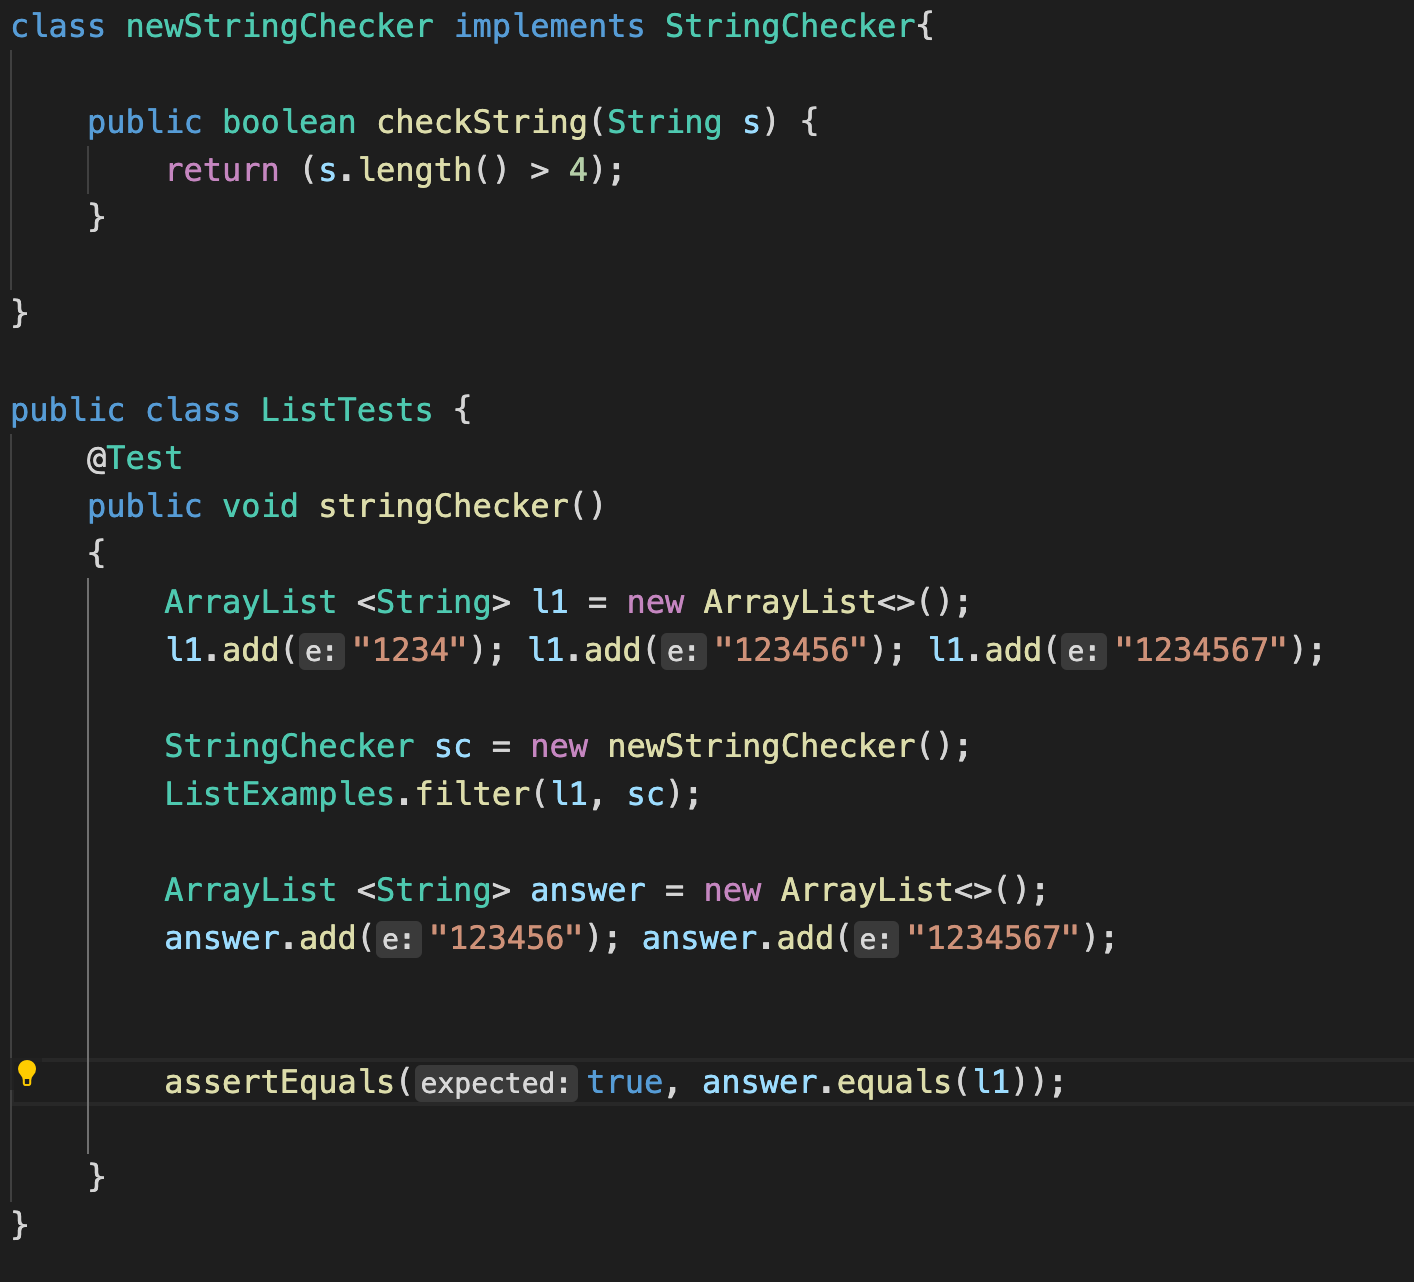 class newStringChecker implements StringChecker{
public boolean checkString(String s) {
return (s.length() > 4);
}
}
public class ListTests {
@Test
public void stringChecker()
{
ArrayList <String> l1 = new ArrayList<>();
l1.add(e: "1234"); l1.add(e: "123456"); l1.add(e: "1234567");
StringChecker sc = new newStringChecker();
ListExamples.filter(l1, sc);
ArrayList <String> answer = new ArrayList<>();
answer.add(e: "123456"); answer.add(e: "1234567");
assertEquals(expected: true, answer.equals(l1));
}
}